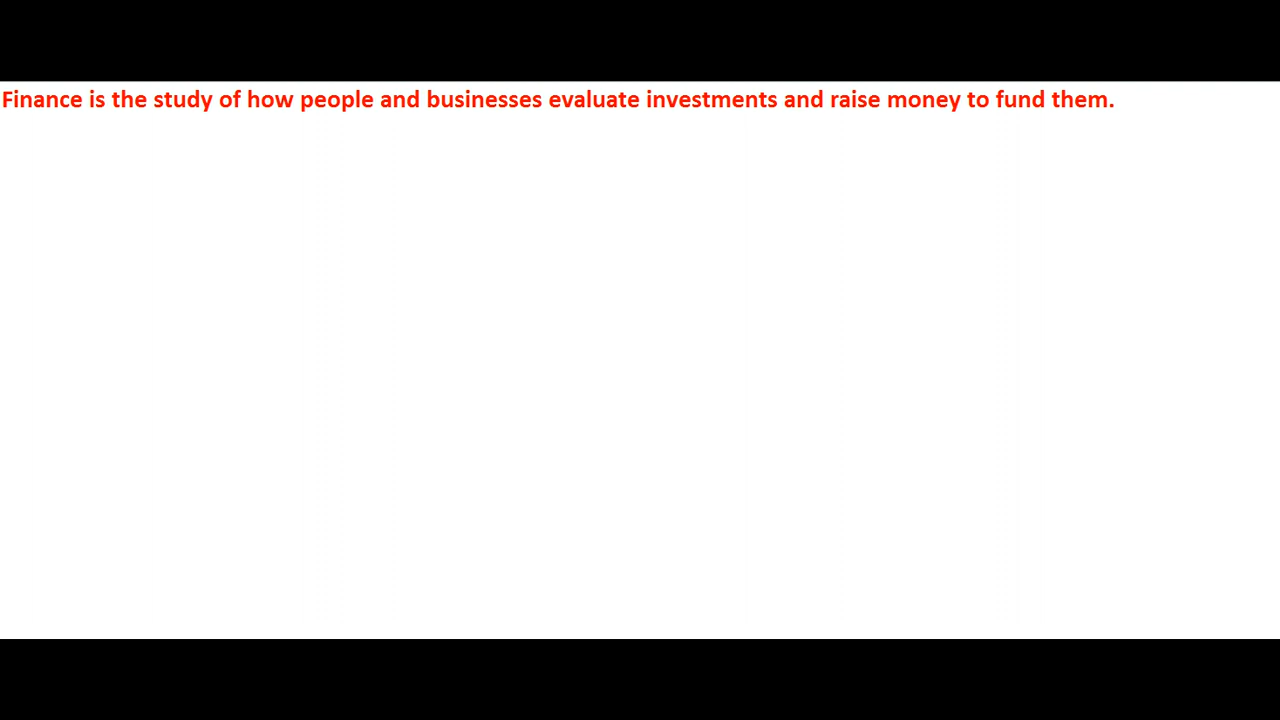 Finance is the study of how people and businesses evaluate investments and raise money to fund them.